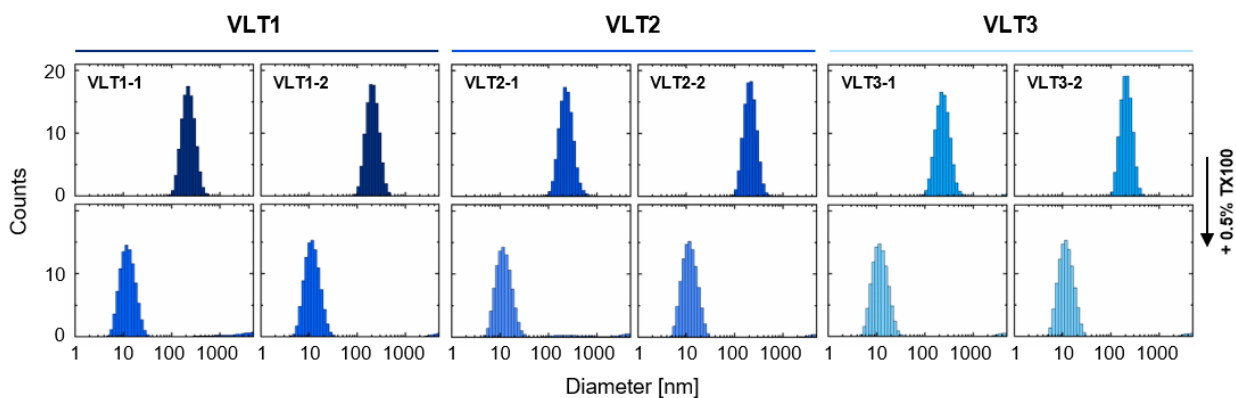 VLT1 VLT2 VLT3
20 VLT1-1 VLT1-2 VLT2-1 VLT2-2 VLT3-1 VLT3-2
10
0
Counts
+ 0.5% TX100
10
0
1 10 100 1000 1 10 100 1000 1 10 100 1000 1 10 100 1000 1 10 100 1000 1 10 100 1000
Diameter [nm]